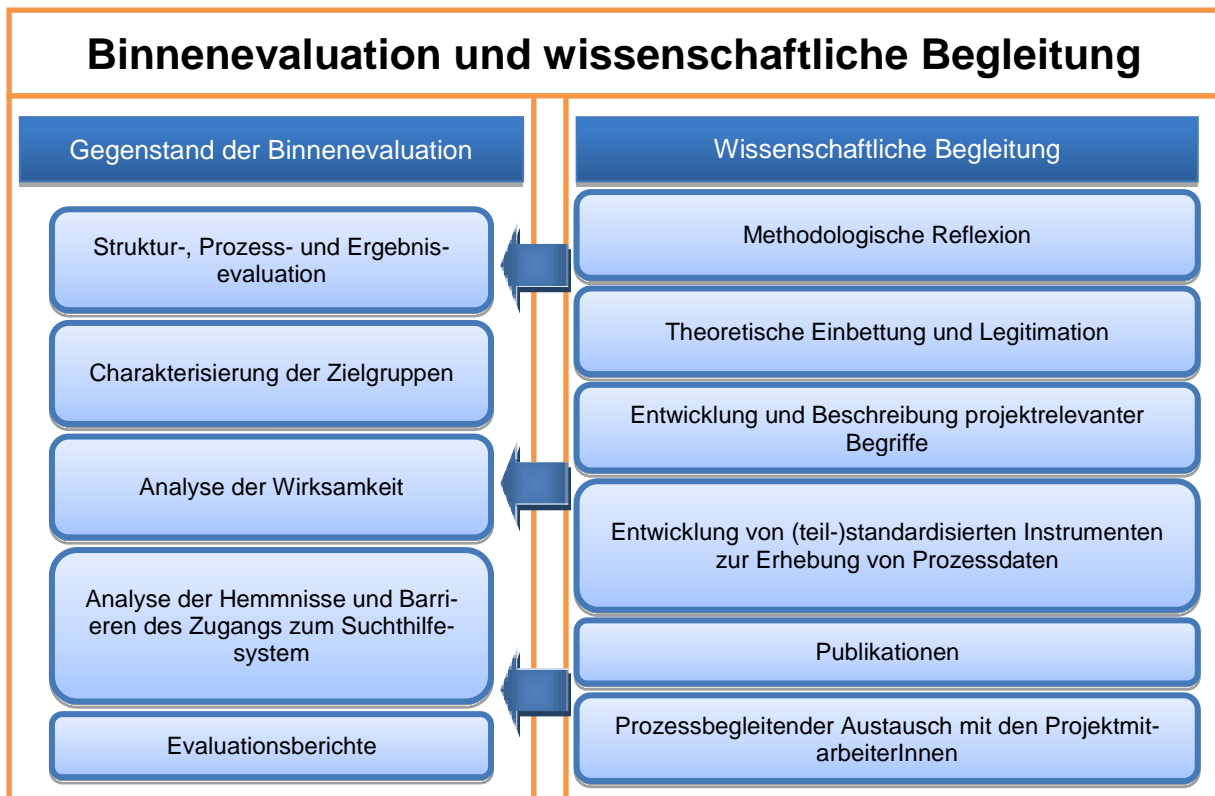 Binnenevaluation und wissenschaftliche Begleitung
Gegenstand der Binnenevaluation
Struktur-, Prozess- und Ergebnis-
evaluation
Charakterisierung der Zielgruppen
Analyse der Wirksamkeit
Analyse der Hemmnisse und Barri-
eren des Zugangs zum Suchthilfe-
system
Evaluationsberichte
Wissenschaftliche Begleitung
Methodologische Reflexion
Theoretische Einbettung und Legitimation
Entwicklung und Beschreibung projektrelevanter
Begriffe
Entwicklung von (teil-)standardisierten Instrumenten
zur Erhebung von Prozessdaten
Publikationen
Prozessbegleitender Austausch mit den Projektmit-
arbeiterInnen